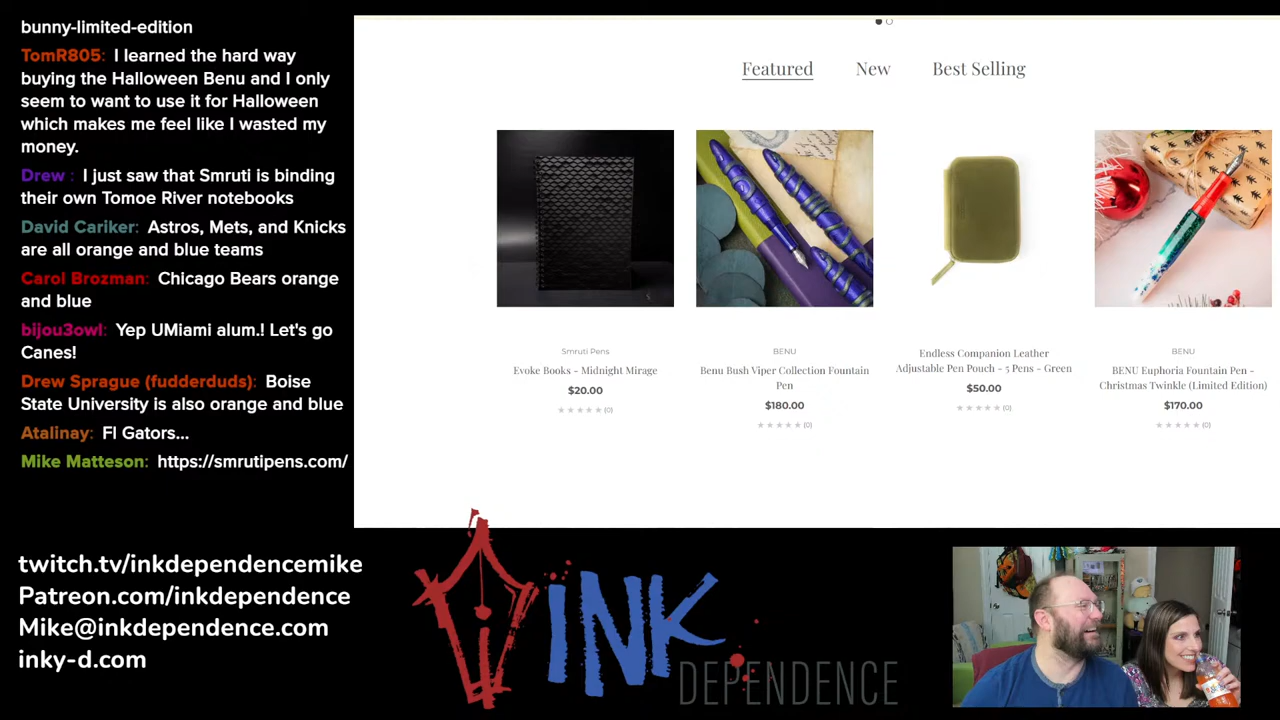 bunny-limited-edition
TomR805: I learned the hard way
buying the Halloween Benu and I only
seem to want to use it for Halloween
which makes me feel like I wasted my
money.
Drew : I just saw that Smruti is binding
their own Tomoe River notebooks
David Cariker: Astros, Mets, and Knicks
are all orange and blue teams
Carol Brozman: Chicago Bears orange
and blue
bijou3owl: Yep UMiami alum.! Let's go
Canes!
Drew Sprague (fudderduds): Boise
State University is also orange and blue
Atalinay: Fl Gators...
Mike Matteson: https://smrutipens.com/
Featured New Best Selling
Smruti Pens
Evoke Books - Midnight Mirage
$20.00
(0)
BENU
Benu Bush Viper Collection Fountain
Pen
$180.00
(0)
Endless Companion Leather
Adjustable Pen Pouch - 5 Pens - Green
$50.00
(0)
BENU
BENU Euphoria Fountain Pen -
Christmas Twinkle (Limited Edition)
$170.00
(0)
twitch.tv/inkdependencemike
Patreon.com/inkdependence
Mike@inkdependence.com
inky-d.com
INK
DEPENDENCE